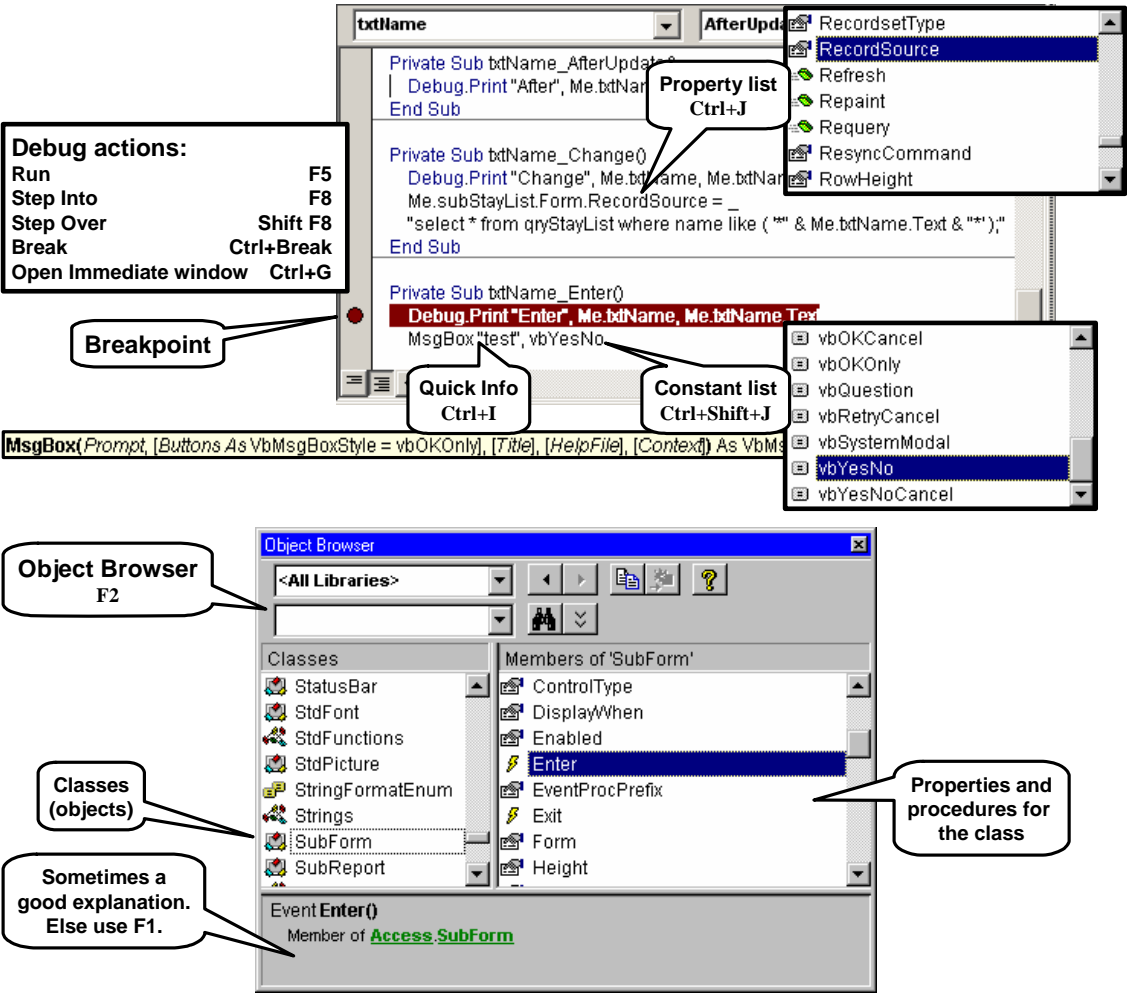 txtName AfterUpda
Private Sub txtName_AfterUpdate()
Debug.Print "After", Me.txtNam
End Sub
Property list
Ctrl+J
RecordsetType
RecordSource
Refresh
Repaint
Requery
ResyncCommand
RowHeight
Debug actions:
Run F5
Step Into F8
Step Over Shift F8
Break Ctrl+Break
Open Immediate window Ctrl+G
Private Sub txtName_Change()
Debug.Print "Change", Me.txtName, Me.txtNam
Me.subStayList.Form.RecordSource = _
"select * from qryStayList where name like ( '*" & Me.txtName.Text & "*' );"
End Sub
Private Sub txtName_Enter()
Debug.Print "Enter", Me.txtName, Me.txtName.Text
MsgBox "test", vbYesNo
Breakpoint
Quick Info
Ctrl+I
Constant list
Ctrl+Shift+J
vbOKCancel
vbOKOnly
vbQuestion
vbRetryCancel
vbSystemModal
vbYesNo
vbYesNoCancel
MsgBox(Prompt, [Buttons As VbMsgBoxStyle = vbOKOnly], [Title], [HelpFile], [Context]) As VbMs
Object Browser
F2
Object Browser
<All Libraries>
Classes
StatusBar
StdFont
StdFunctions
StdPicture
StringFormatEnum
Strings
SubForm
SubReport
Members of 'SubForm'
ControlType
DisplayWhen
Enabled
Enter
EventProcPrefix
Exit
Form
Height
Classes
(objects)
Properties and
procedures for
the class
Sometimes a
good explanation.
Else use F1.
Event Enter()
Member of Access.SubForm